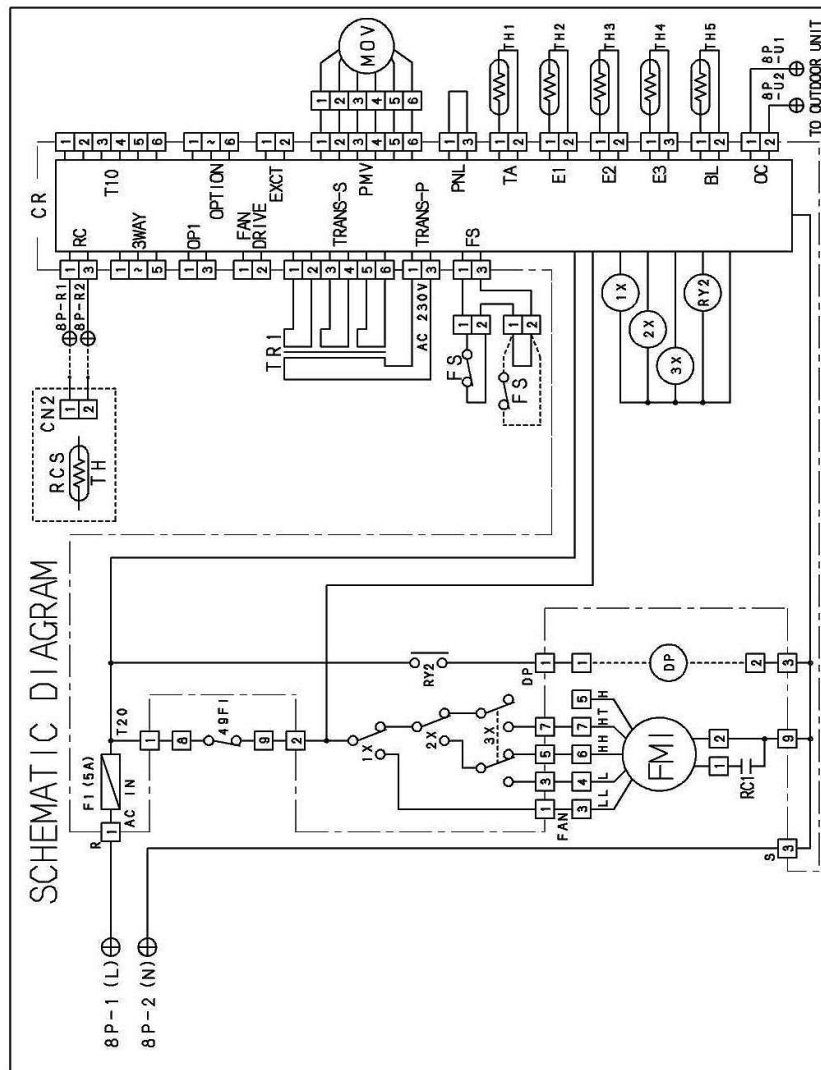 SCHEMATIC DIAGRAM
8P-1 (L)
8P-2 (N)
R
1
AC
IN
F1 (5A)
T20
1
8
49FI
9
2
1X
2X
3X
RY2
FAN
1
3
5
7
3
4
6
7
5
LL
L
HH
HT
H
FMI
1
2
RC1
9
S
3
DP
1
1
DP
2
3
RCS
TH
CN2
1
2
8P-R1
8P-R2
CR
RC
1
3
3WAY
1
2
5
OP1
1
3
FAN
DRIVE
1
2
TRANS-S
1
2
3
4
5
6
TRANS-P
1
3
FS
1
3
TR1
AC 230V
1
2
FS
1
2
FS
1X
2X
3X
RY2
T10
1
2
3
4
5
6
OPTION
1
2
6
EXCT
1
2
PMV
1
2
3
4
5
6
1
2
3
4
5
6
MOV
PNL
1
3
TA
1
2
TH1
E1
1
2
TH2
E2
1
2
TH3
E3
1
2
TH4
BL
1
2
TH5
OC
1
2
8P
-U1
8P
-U2
TO OUTDOOR UNIT